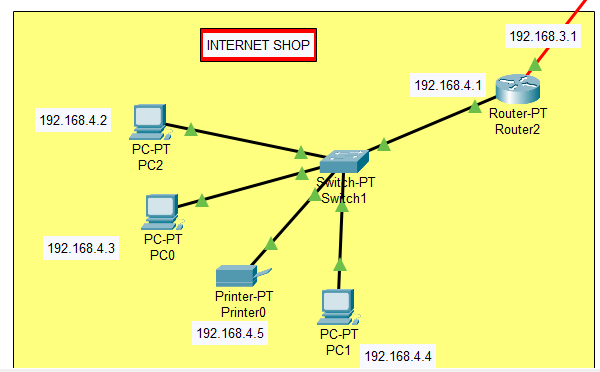 INTERNET SHOP
192.168.3.1
192.168.4.1
Router-PT
Router2
192.168.4.2
PC-PT
PC2
Switch-PT
Switch1
192.168.4.3
PC-PT
PC0
Printer-PT
Printer0
192.168.4.5
PC-PT
PC1
192.168.4.4